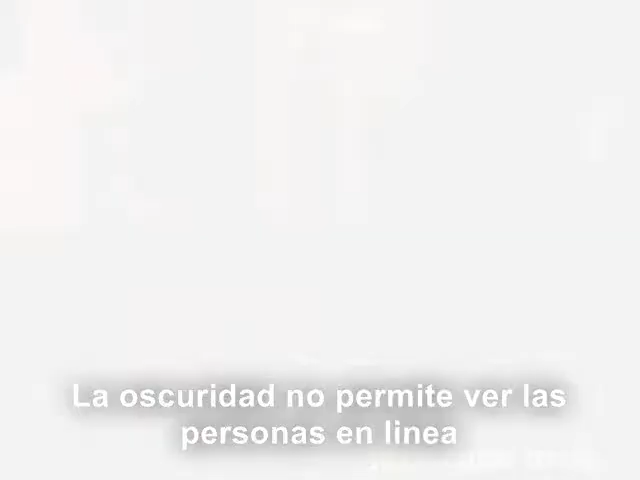 La oscuridad no permite ver las
personas en linea